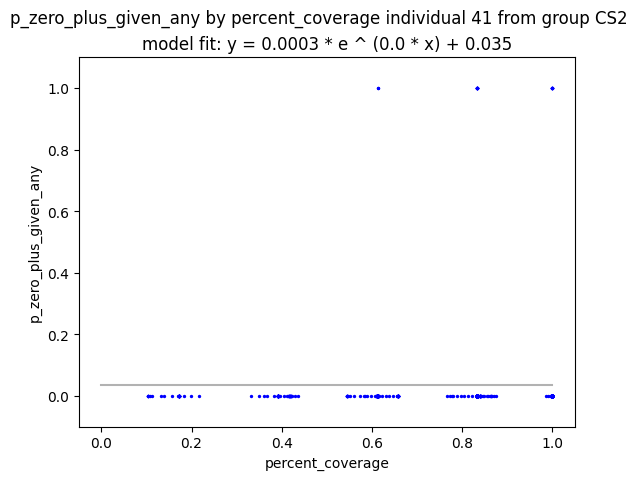 p_zero_plus_given_any by percent_coverage individual 41 from group CS2
model fit: y = 0.0003 * e ^ (0.0 * x) + 0.035
1.0
0.8
0.6
0.4
0.2
0.0
p_zero_plus_given_any
0.0 0.2 0.4 0.6 0.8 1.0
percent_coverage